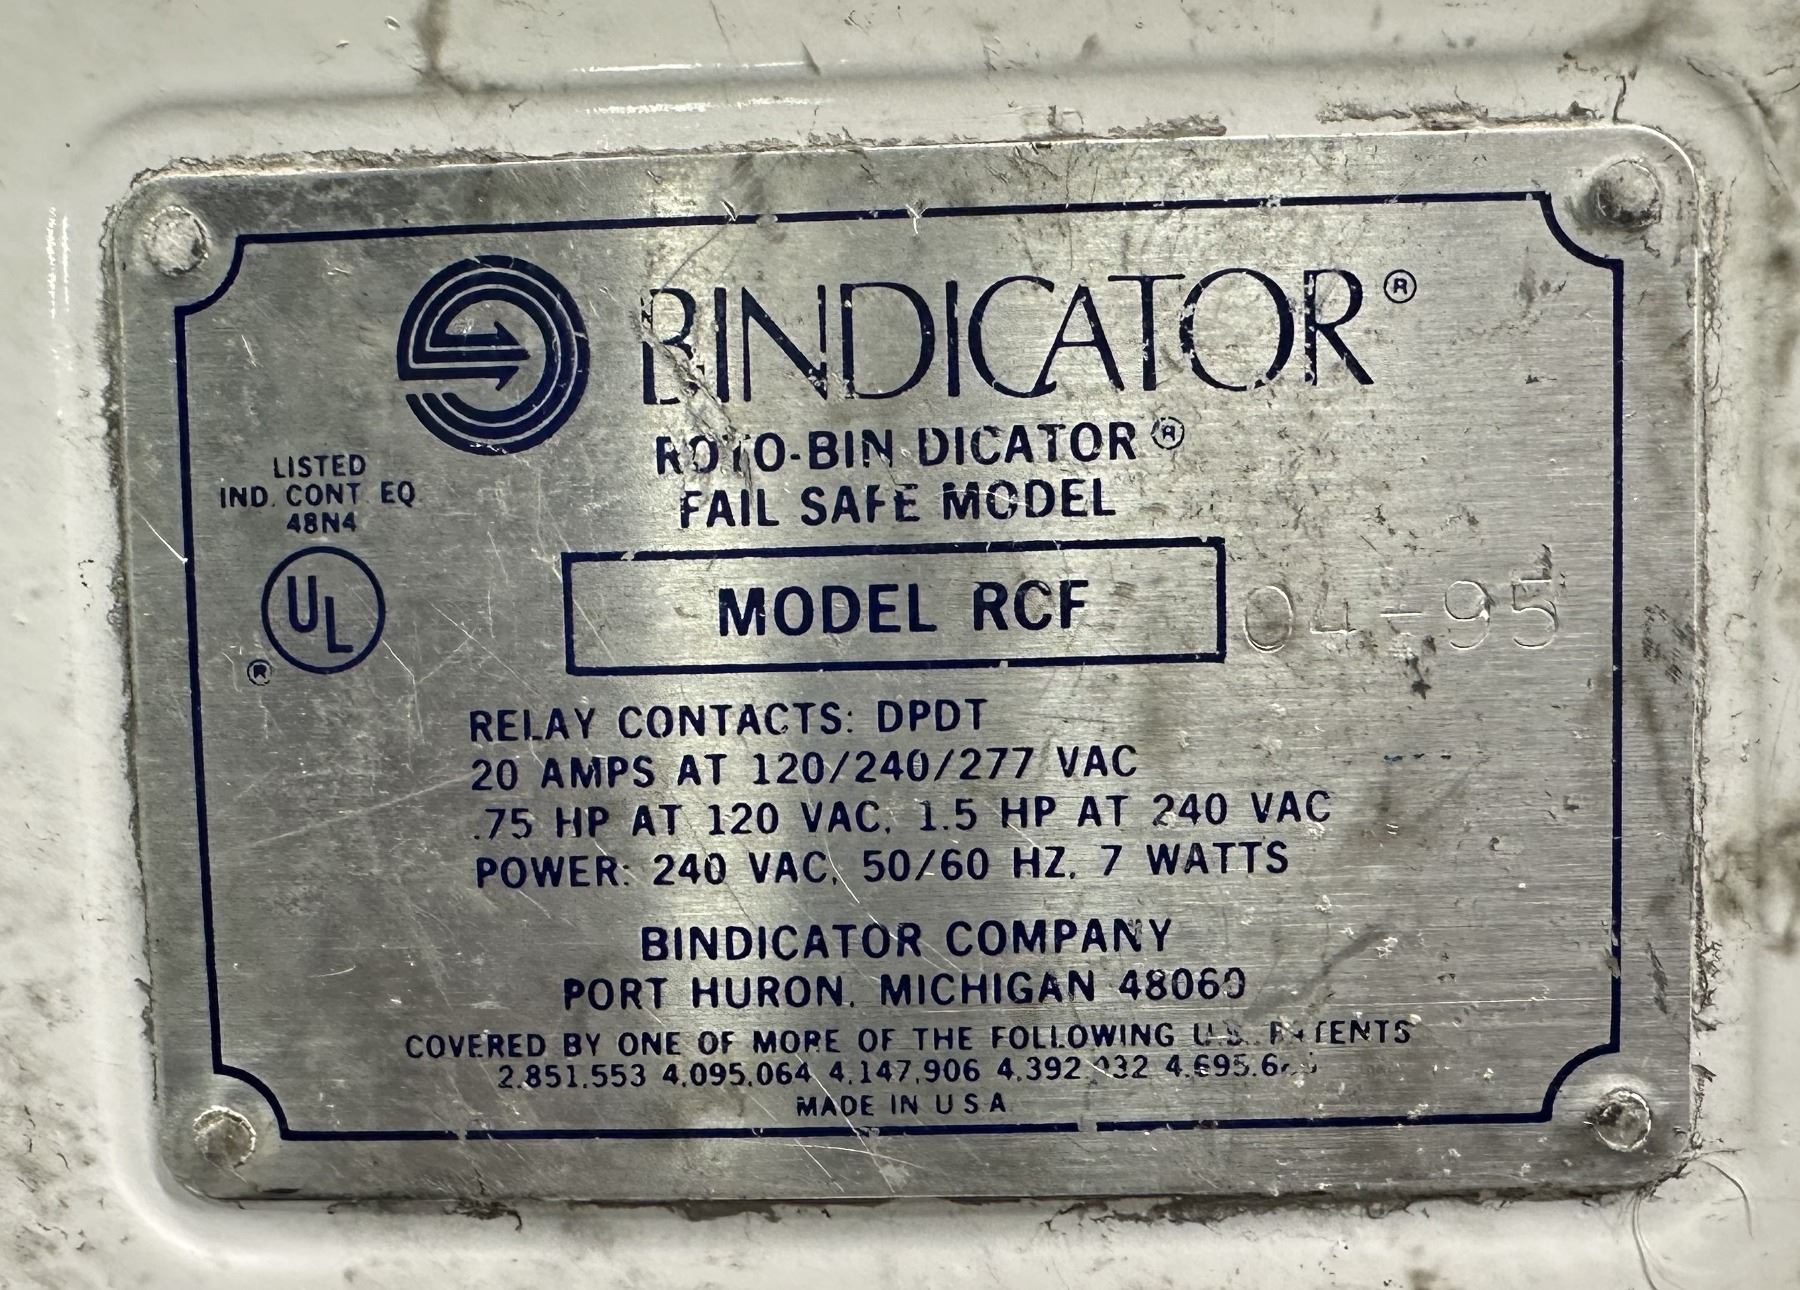 BINDICATOR®
ROTO-BIN DICATOR®
FAIL SAFE MODEL
LISTED
IND. CONT. EQ.
48N4
UL
®
MODEL RCF
04-95
RELAY CONTACTS: DPDT
20 AMPS AT 120/240/277 VAC
.75 HP AT 120 VAC, 1.5 HP AT 240 VAC
POWER: 240 VAC, 50/60 HZ, 7 WATTS
BINDICATOR COMPANY
PORT HURON, MICHIGAN 48060
COVERED BY ONE OF MORE OF THE FOLLOWING U.S. PATENTS
2,851,553 4,095,064 4,147,906
MADE IN U S A